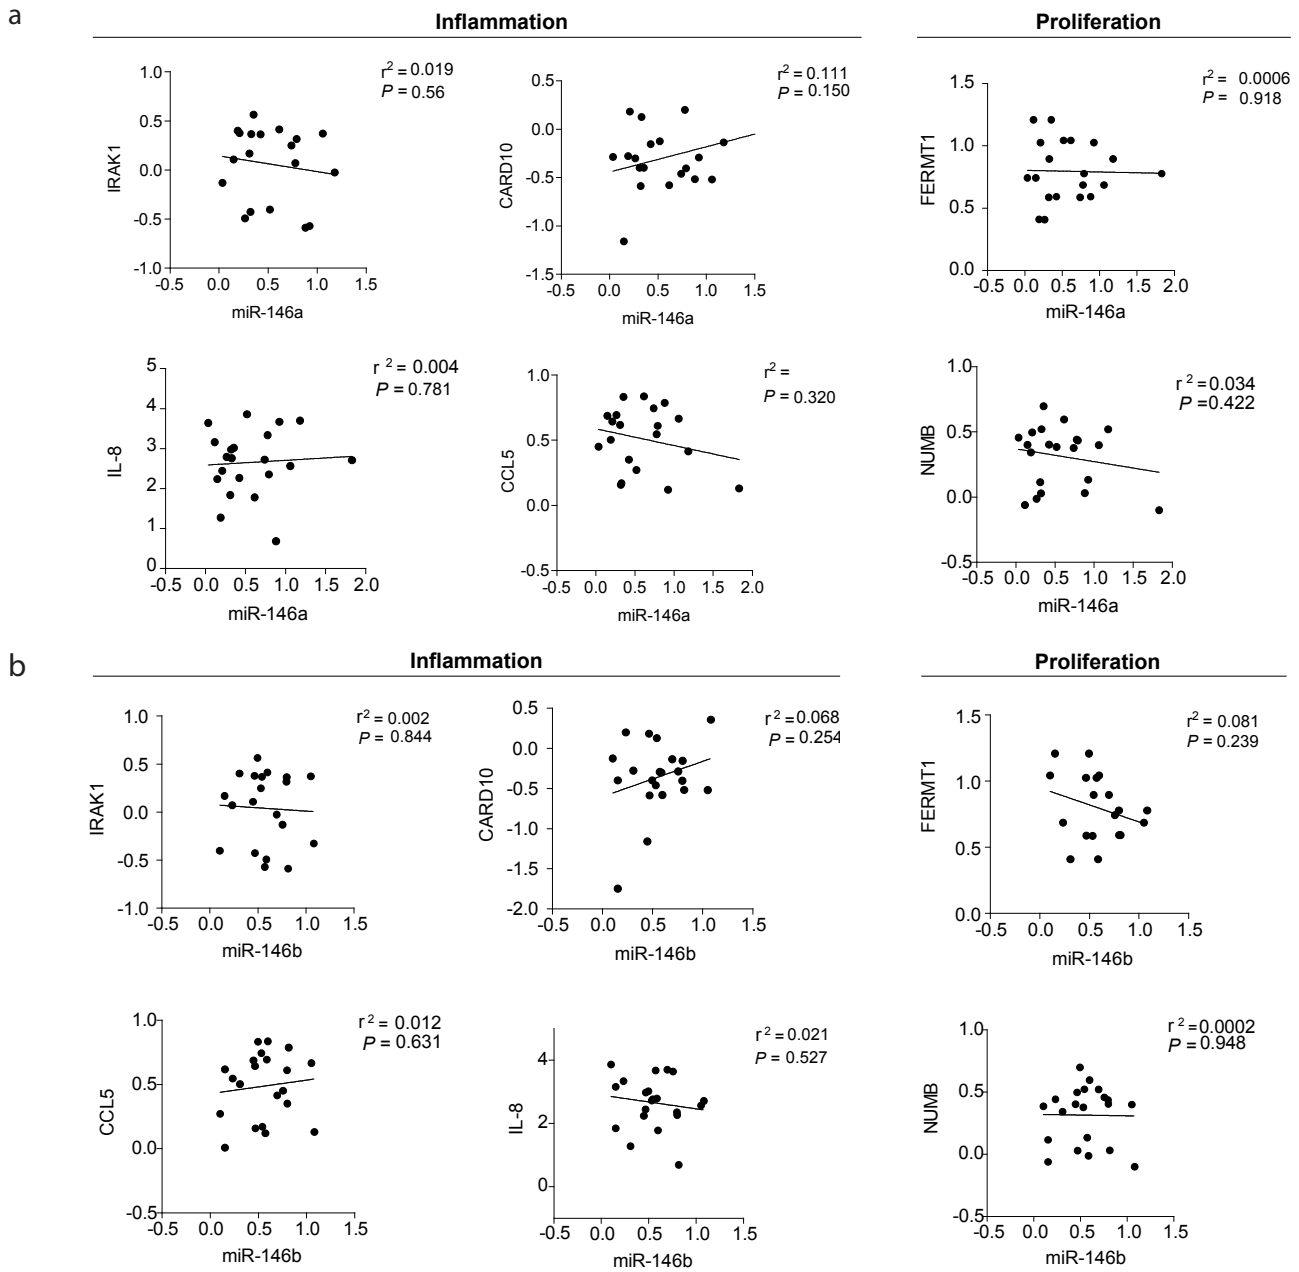 a
Inflammation
Proliferation
r² = 0.019
P = 0.56
1.0
0.5
0.0
-0.5
-1.0
IRAK1
-0.5 0.0 0.5 1.0 1.5
miR-146a
r² = 0.111
P = 0.150
0.5
0.0
-0.5
-1.0
-1.5
CARD10
-0.5 0.0 0.5 1.0 1.5
miR-146a
r² = 0.0006
P = 0.918
1.5
1.0
0.5
0.0
FERMT1
-0.5 0.0 0.5 1.0 1.5 2.0
miR-146a
r² = 0.004
P = 0.781
5
4
3
2
1
0
IL-8
-0.5 0.0 0.5 1.0 1.5 2.0
miR-146a
r² =
P = 0.320
1.0
0.5
0.0
-0.5
CCL5
-0.5 0.0 0.5 1.0 1.5 2.0
miR-146a
r² = 0.034
P = 0.422
1.0
0.5
0.0
-0.5
NUMB
-0.5 0.0 0.5 1.0 1.5 2.0
miR-146a
b
Inflammation
Proliferation
r² = 0.002
P = 0.844
1.0
0.5
0.0
-0.5
-1.0
IRAK1
-0.5 0.0 0.5 1.0 1.5
miR-146b
r² = 0.068
P = 0.254
0.5
0.0
-0.5
-1.0
-1.5
-2.0
CARD10
-0.5 0.0 0.5 1.0 1.5
miR-146b
r² = 0.081
P = 0.239
1.5
1.0
0.5
0.0
FERMT1
-0.5 0.0 0.5 1.0 1.5
miR-146b
r² = 0.012
P = 0.631
1.0
0.5
0.0
-0.5
CCL5
-0.5 0.0 0.5 1.0 1.5
miR-146b
r² = 0.021
P = 0.527
4
2
0
IL-8
-0.5 0.0 0.5 1.0 1.5
miR-146b
r² = 0.0002
P = 0.948
1.0
0.5
0.0
-0.5
NUMB
-0.5 0.0 0.5 1.0 1.5
miR-146b